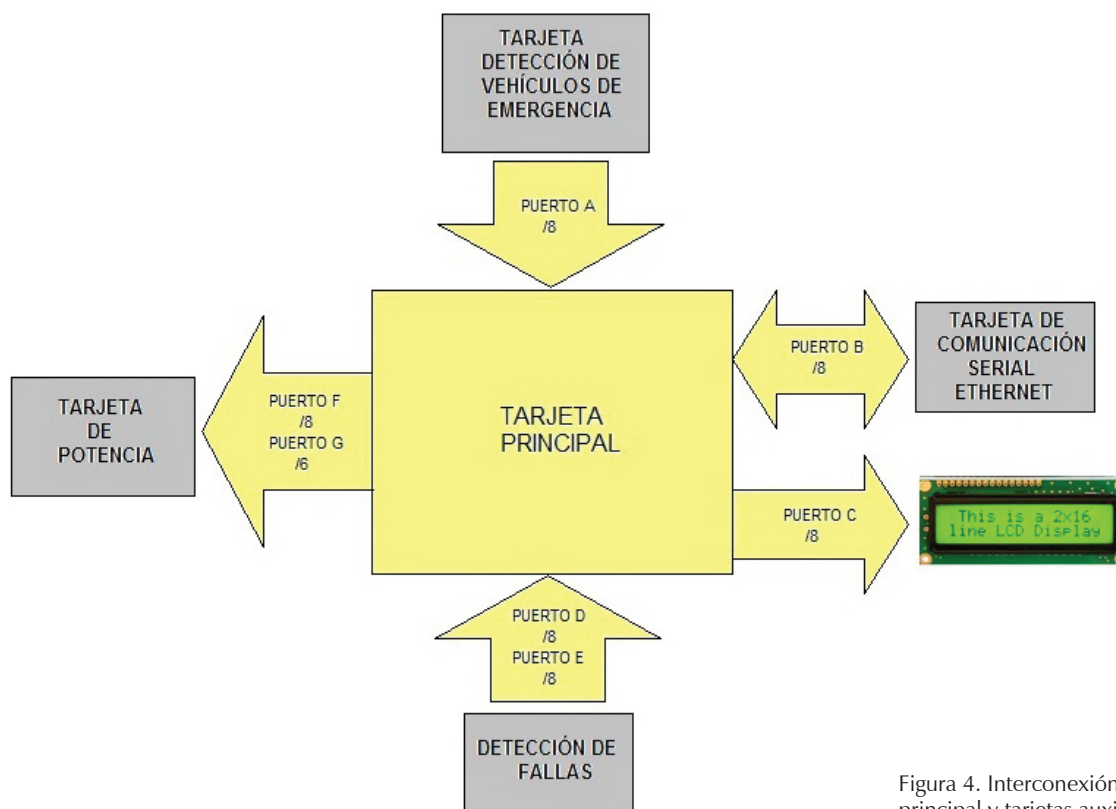 TARJETA
DETECCIÓN DE
VEHÍCULOS DE
EMERGENCIA
PUERTO A
/8
TARJETA DE
COMUNICACIÓN
SERIAL
ETHERNET
PUERTO B
/8
TARJETA
DE
POTENCIA
PUERTO F
/8
PUERTO G
/6
TARJETA
PRINCIPAL
PUERTO C
/8
This is a 2x16
line LCD Display
PUERTO D
/8
PUERTO E
/8
DETECCIÓN DE
FALLAS
Figura 4. Interconexión
principal y tarjetas